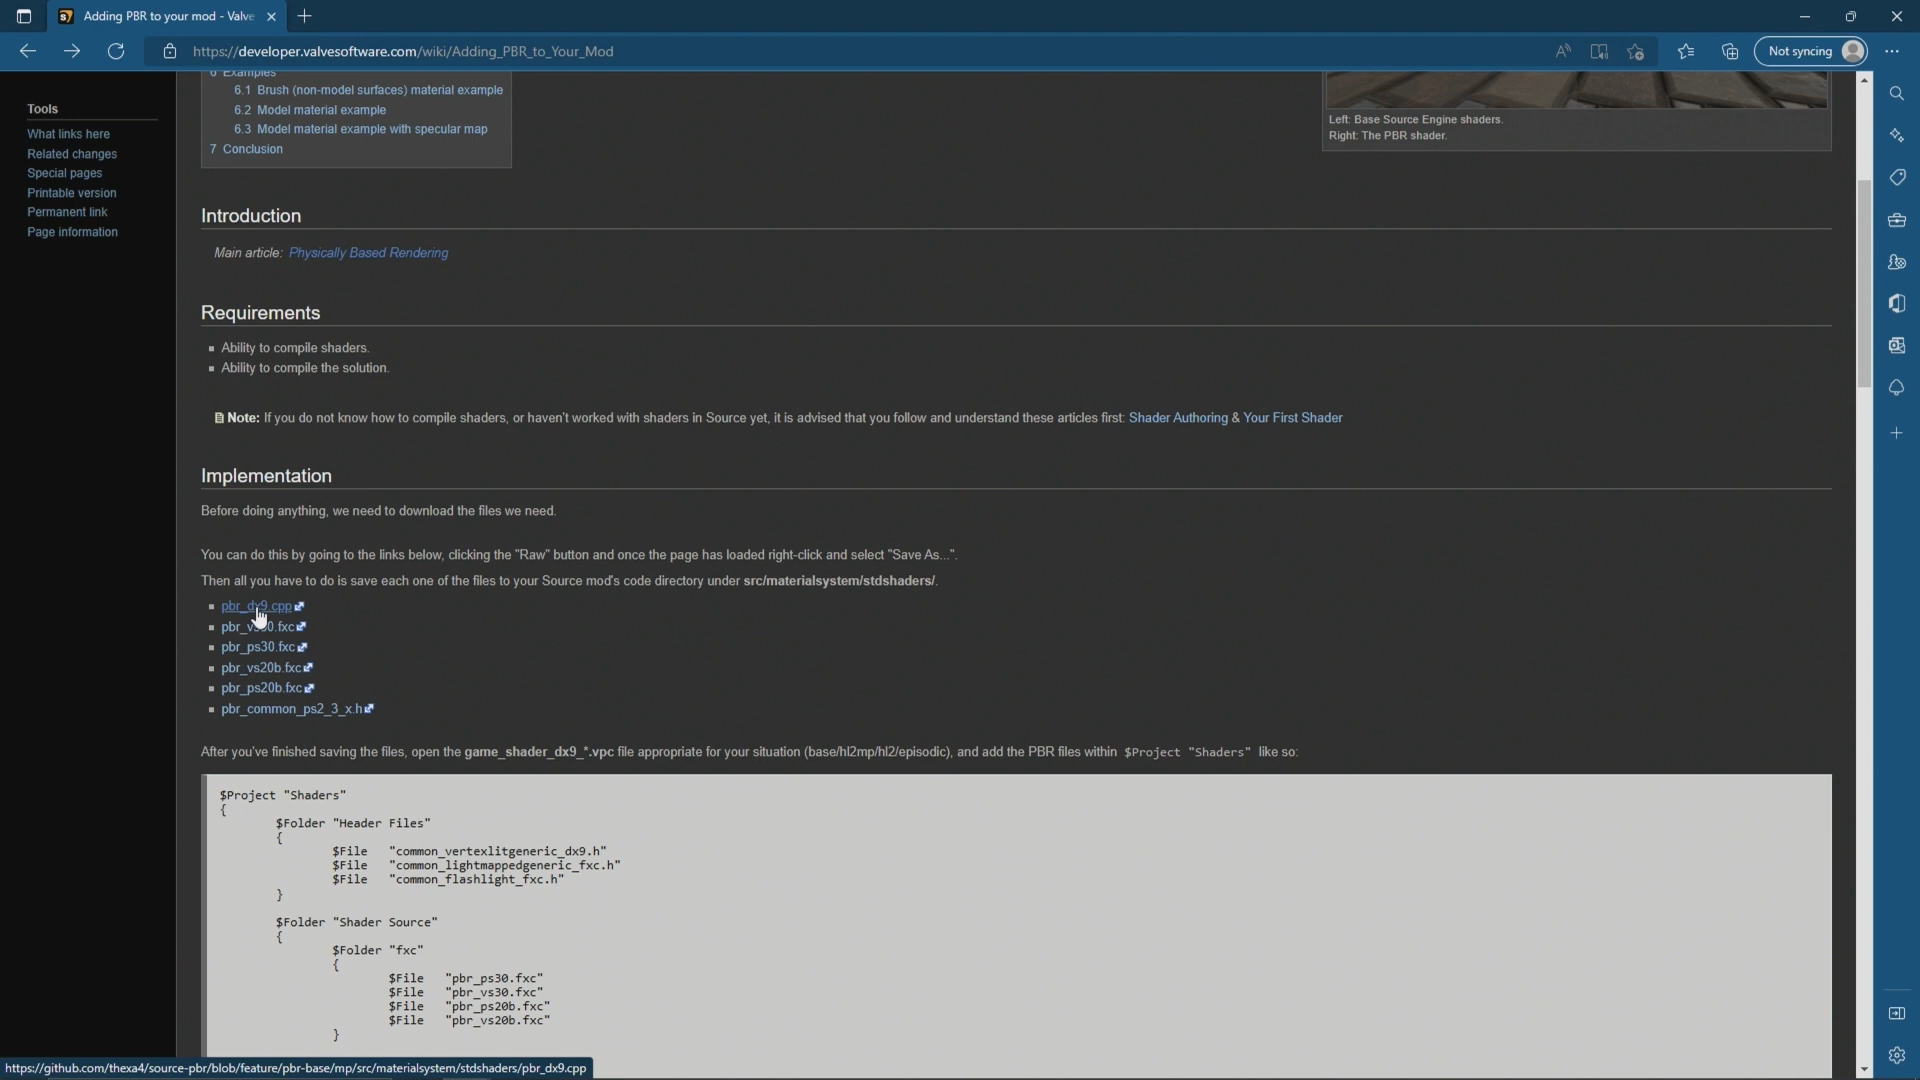 Adding PBR to your mod - Valve
https://developer.valvesoftware.com/wiki/Adding_PBR_to_Your_Mod
Not syncing
Tools
What links here
Related changes
Special pages
Printable version
Permanent link
Page information
6 Examples
6.1 Brush (non-model surfaces) material example
6.2 Model material example
6.3 Model material example with specular map
7 Conclusion
Left: Base Source Engine shaders.
Right: The PBR shader.
Introduction
Main article: Physically Based Rendering
Requirements
Ability to compile shaders.
Ability to compile the solution.
Note: If you do not know how to compile shaders, or haven't worked with shaders in Source yet, it is advised that you follow and understand these articles first: Shader Authoring & Your First Shader
Implementation
Before doing anything, we need to download the files we need.
You can do this by going to the links below, clicking the "Raw" button and once the page has loaded right-click and select "Save As...".
Then all you have to do is save each one of the files to your Source mod's code directory under src/materialsystem/stdshaders/.
pbr_dx9.cpp
pbr_vs30.fxc
pbr_ps30.fxc
pbr_vs20b.fxc
pbr_ps20b.fxc
pbr_common_ps2_3_x.h
After you've finished saving the files, open the game_shader_dx9_*.vpc file appropriate for your situation (base/hl2mp/hl2/episodic), and add the PBR files within $Project "Shaders" like so:
$Project "Shaders"
{
$Folder "Header Files"
{
$File "common_vertexlitgeneric_dx9.h"
$File "common_lightmappedgeneric_fxc.h"
$File "common_flashlight_fxc.h"
}
$Folder "Shader Source"
{
$Folder "fxc"
{
$File "pbr_ps30.fxc"
$File "pbr_vs30.fxc"
$File "pbr_ps20b.fxc"
$File "pbr_vs20b.fxc"
}
https://github.com/thexa4/source-pbr/blob/feature/pbr-base/mp/src/materialsystem/stdshaders/pbr_dx9.cpp